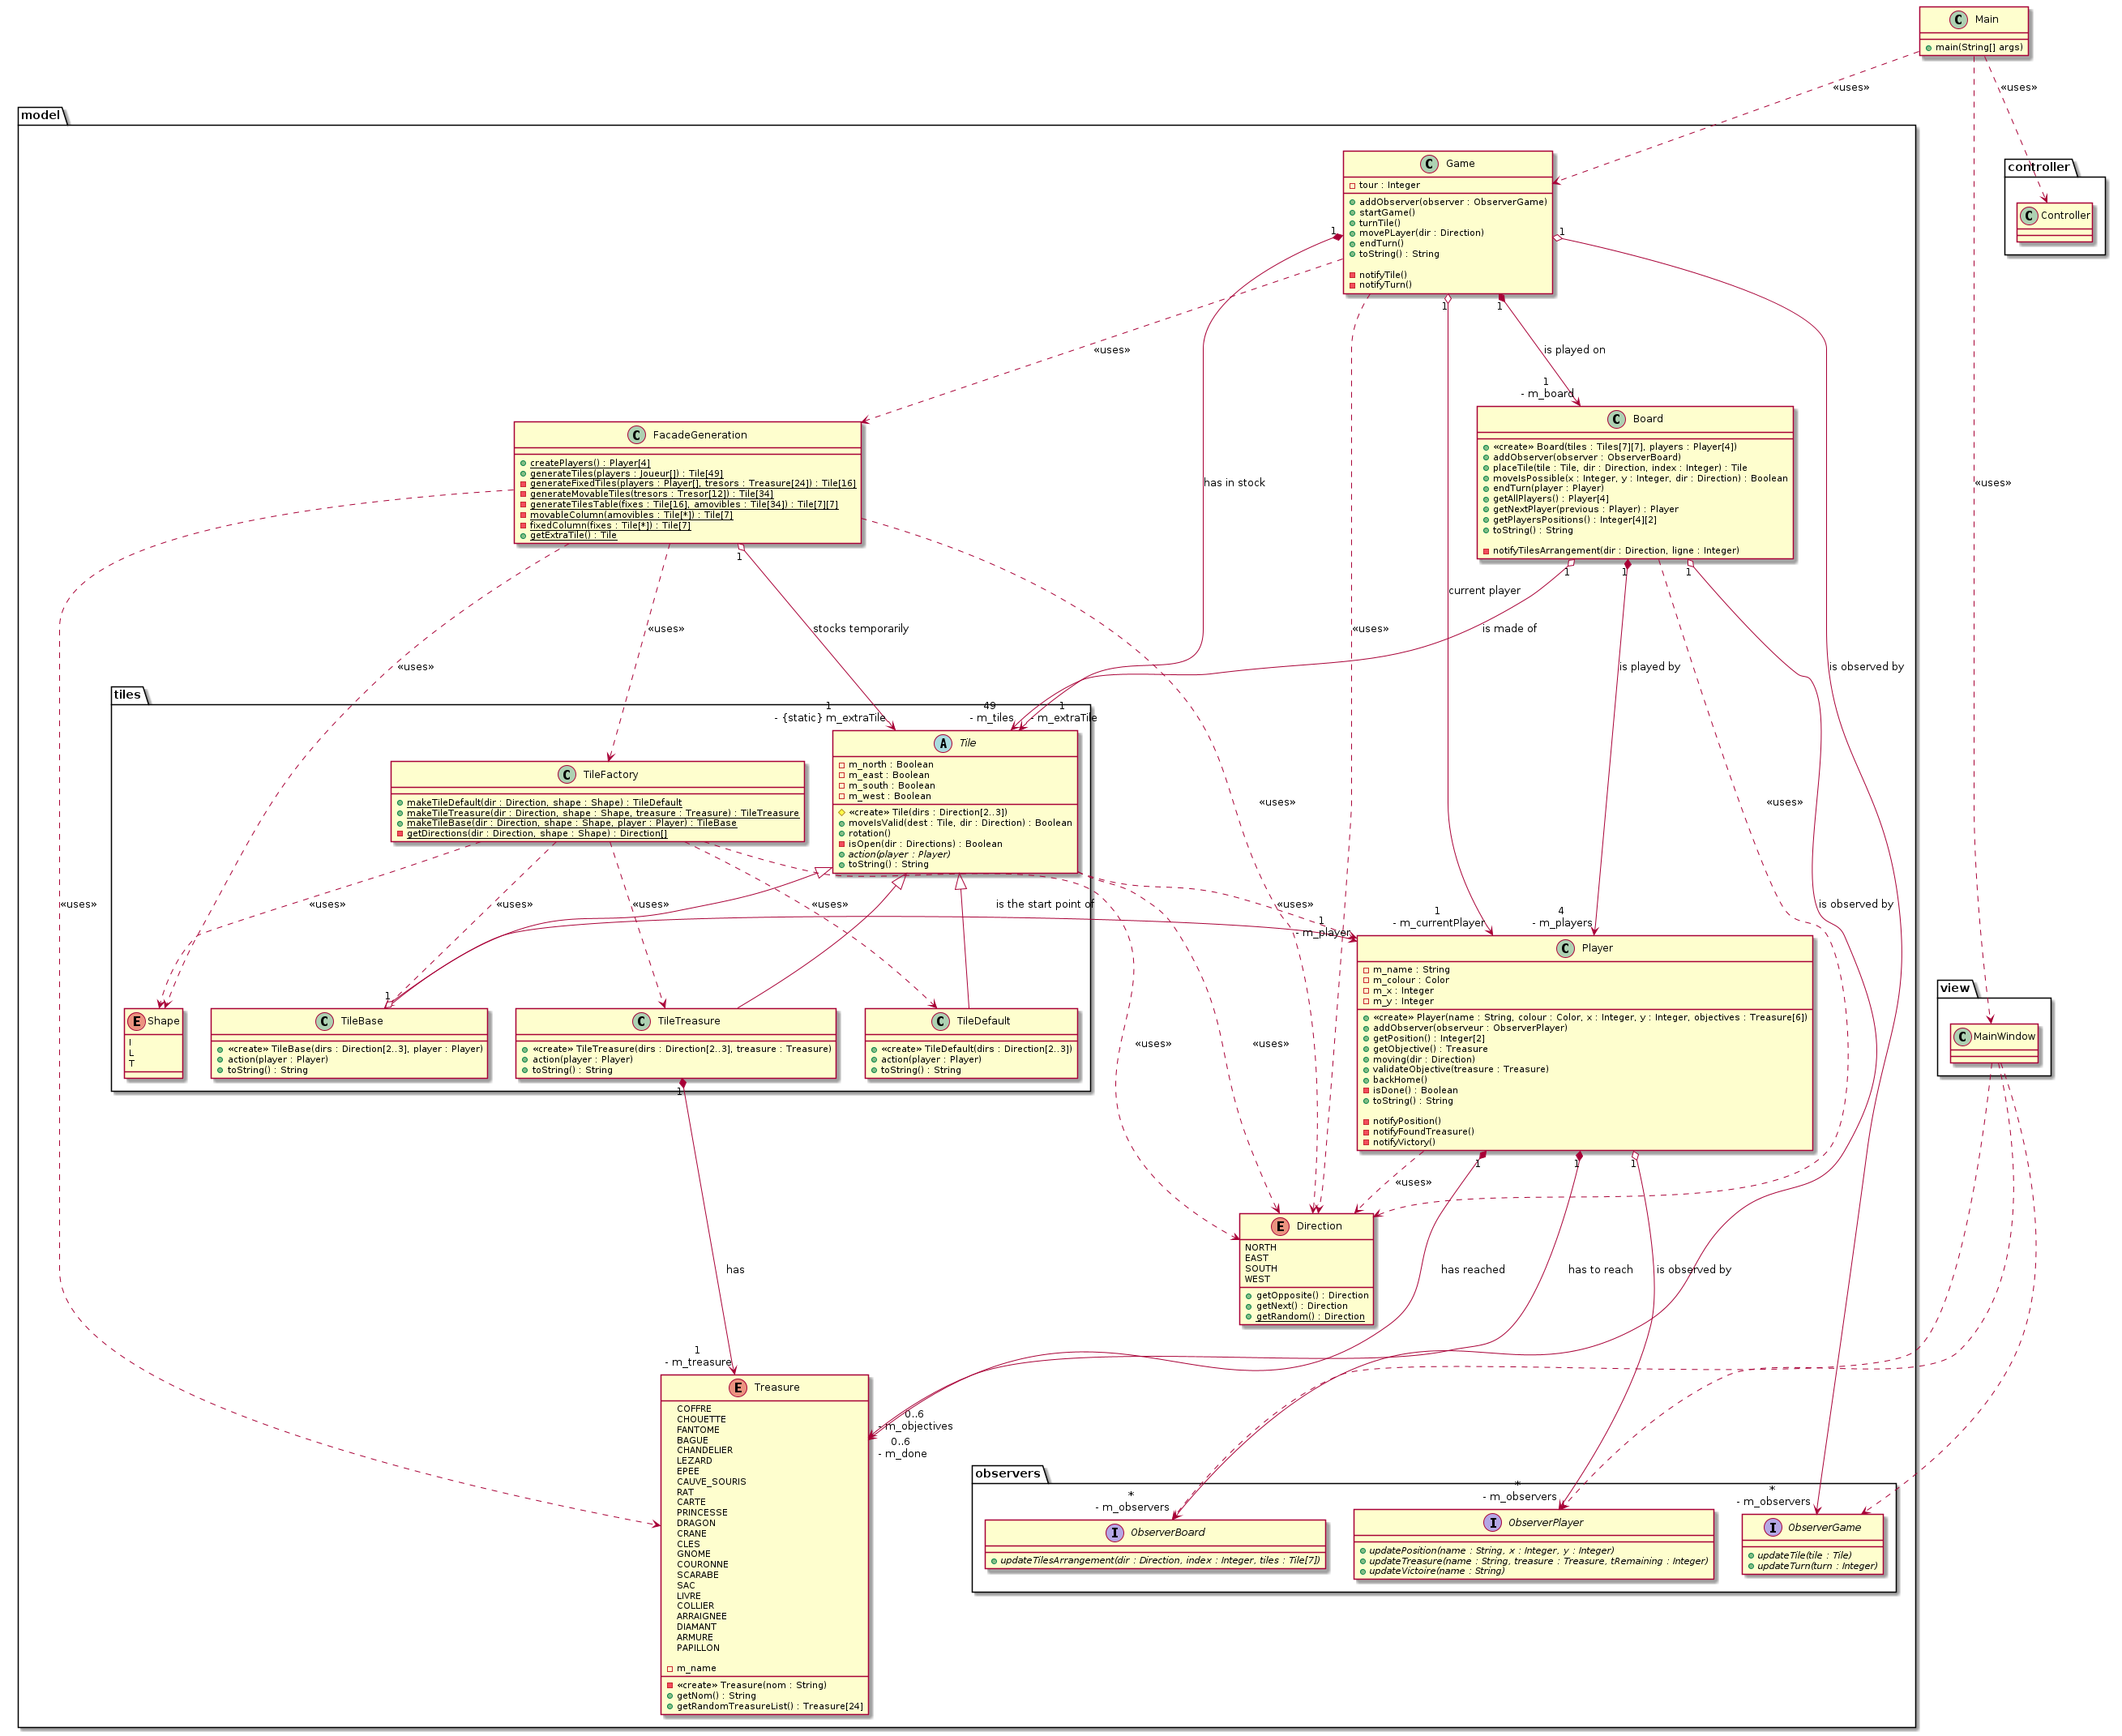 Main
main(String[] args)
«uses»
«uses»
«uses»
model
controller
Controller
Game
tour : Integer
addObserver(observer : ObserverGame)
startGame()
turnTile()
movePLayer(dir : Direction)
endTurn()
toString() : String
notifyTile()
notifyTurn()
1
1
1
1
«uses»
is played on
1
- m_board
has in stock
current player
«uses»
is observed by
FacadeGeneration
createPlayers() : Player[4]
generateTiles(players : Joueur[]) : Tile[49]
generateFixedTiles(players : Player[], tresors : Treasure[24]) : Tile[16]
generateMovableTiles(tresors : Tresor[12]) : Tile[34]
generateTilesTable(fixes : Tile[16], amovibles : Tile[34]) : Tile[7][7]
movableColumn(amovibles : Tile[*]) : Tile[7]
fixedColumn(fixes : Tile[*]) : Tile[7]
getExtraTile() : Tile
1
Board
«create» Board(tiles : Tiles[7][7], players : Player[4])
addObserver(observer : ObserverBoard)
placeTile(tile : Tile, dir : Direction, index : Integer) : Tile
moveIsPossible(x : Integer, y : Integer, dir : Direction) : Boolean
endTurn(player : Player)
getAllPlayers() : Player[4]
getNextPlayer(previous : Player) : Player
getPlayersPositions() : Integer[4][2]
toString() : String
notifyTilesArrangement(dir : Direction, ligne : Integer)
1
1
1
«uses»
«uses»
stocks temporarily
is made of
is played by
«uses»
«uses»
is observed by
«uses»
tiles
1
- {static} m_extraTile
49
- m_tiles
1
- m_extraTile
TileFactory
makeTileDefault(dir : Direction, shape : Shape) : TileDefault
makeTileTreasure(dir : Direction, shape : Shape, treasure : Treasure) : TileTreasure
makeTileBase(dir : Direction, shape : Shape, player : Player) : TileBase
getDirections(dir : Direction, shape : Shape) : Direction[]
Tile
m_north : Boolean
m_east : Boolean
m_south : Boolean
m_west : Boolean
«create» Tile(dirs : Direction[2..3])
moveIsValid(dest : Tile, dir : Direction) : Boolean
rotation()
isOpen(dir : Directions) : Boolean
action(player : Player)
toString() : String
«uses»
«uses»
«uses»
«uses»
is the start point of
«uses»
1
- m_player
1
- m_currentPlayer
4
- m_players
Shape
I
L
T
1
TileBase
«create» TileBase(dirs : Direction[2..3], player : Player)
action(player : Player)
toString() : String
TileTreasure
«create» TileTreasure(dirs : Direction[2..3], treasure : Treasure)
action(player : Player)
toString() : String
1
TileDefault
«create» TileDefault(dirs : Direction[2..3])
action(player : Player)
toString() : String
«uses»
«uses»
Player
m_name : String
m_colour : Color
m_x : Integer
m_y : Integer
«create» Player(name : String, colour : Color, x : Integer, y : Integer, objectives : Treasure[6])
addObserver(observeur : ObserverPlayer)
getPosition() : Integer[2]
getObjective() : Treasure
moving(dir : Direction)
validateObjective(treasure : Treasure)
backHome()
isDone() : Boolean
toString() : String
notifyPosition()
notifyFoundTreasure()
notifyVictory()
1
1
1
view
MainWindow
«uses»
Direction
NORTH
EAST
SOUTH
WEST
getOpposite() : Direction
getNext() : Direction
getRandom() : Direction
has
has reached
has to reach
is observed by
1
- m_treasure
0..6
- m_objectives
0..6
- m_done
Treasure
COFFRE
CHOUETTE
FANTOME
BAGUE
CHANDELIER
LEZARD
EPEE
CAUVE_SOURIS
RAT
CARTE
PRINCESSE
DRAGON
CRANE
CLES
GNOME
COURONNE
SCARABE
SAC
LIVRE
COLLIER
ARRAIGNEE
DIAMANT
ARMURE
PAPILLON
m_name
«create» Treasure(nom : String)
getNom() : String
getRandomTreasureList() : Treasure[24]
observers
*
- m_observers
*
- m_observers
*
- m_observers
ObserverBoard
updateTilesArrangement(dir : Direction, index : Integer, tiles : Tile[7])
ObserverPlayer
updatePosition(name : String, x : Integer, y : Integer)
updateTreasure(name : String, treasure : Treasure, tRemaining : Integer)
updateVictoire(name : String)
ObserverGame
updateTile(tile : Tile)
updateTurn(turn : Integer)